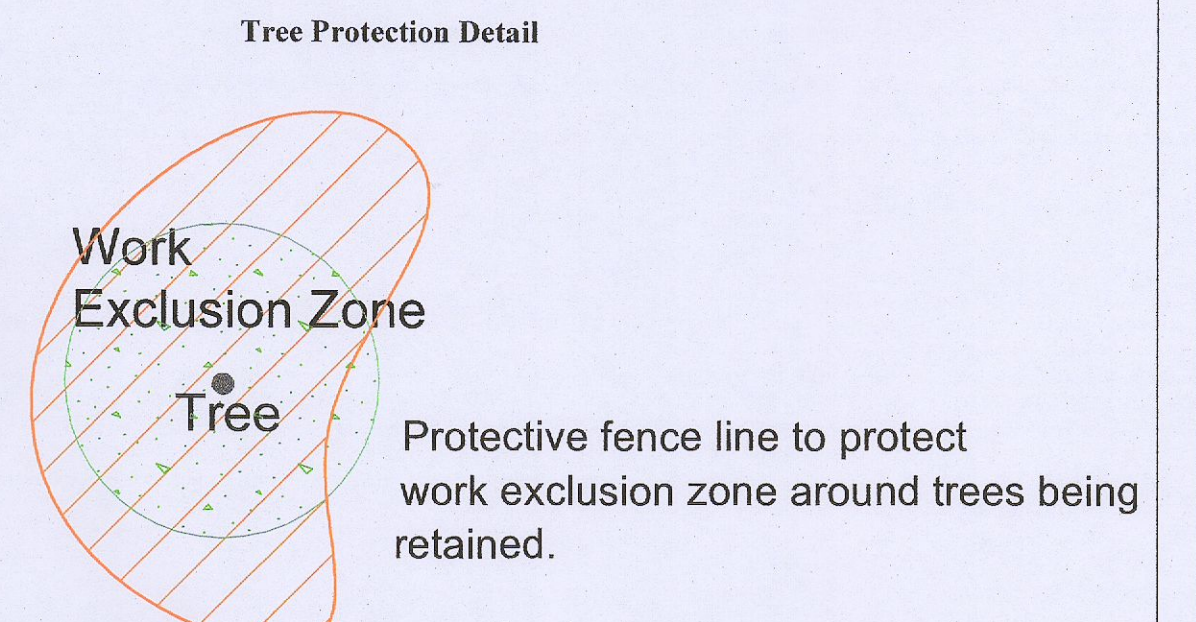 Tree Protection Detail
Work
Exclusion Zone
Tree
Protective fence line to protect
work exclusion zone around trees being
retained.